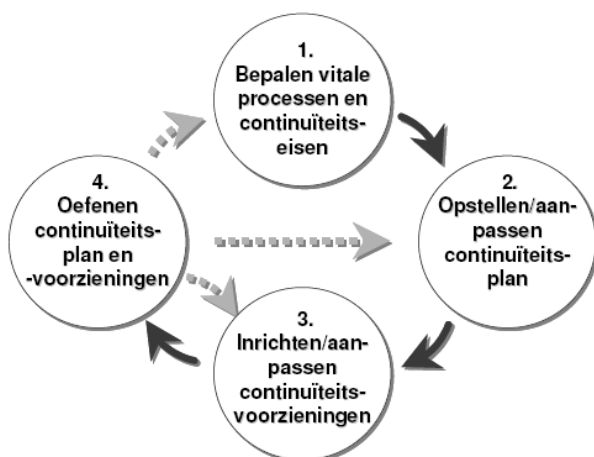 1.
Bepalen vitale
processen en
continuïteits-
eisen
2.
Opstellen/aan-
passen
continuïteits-
plan
3.
Inrichten/aan-
passen
continuïteits-
voorzieningen
4.
Oefenen
continuïteits-
plan en
-voorzieningen